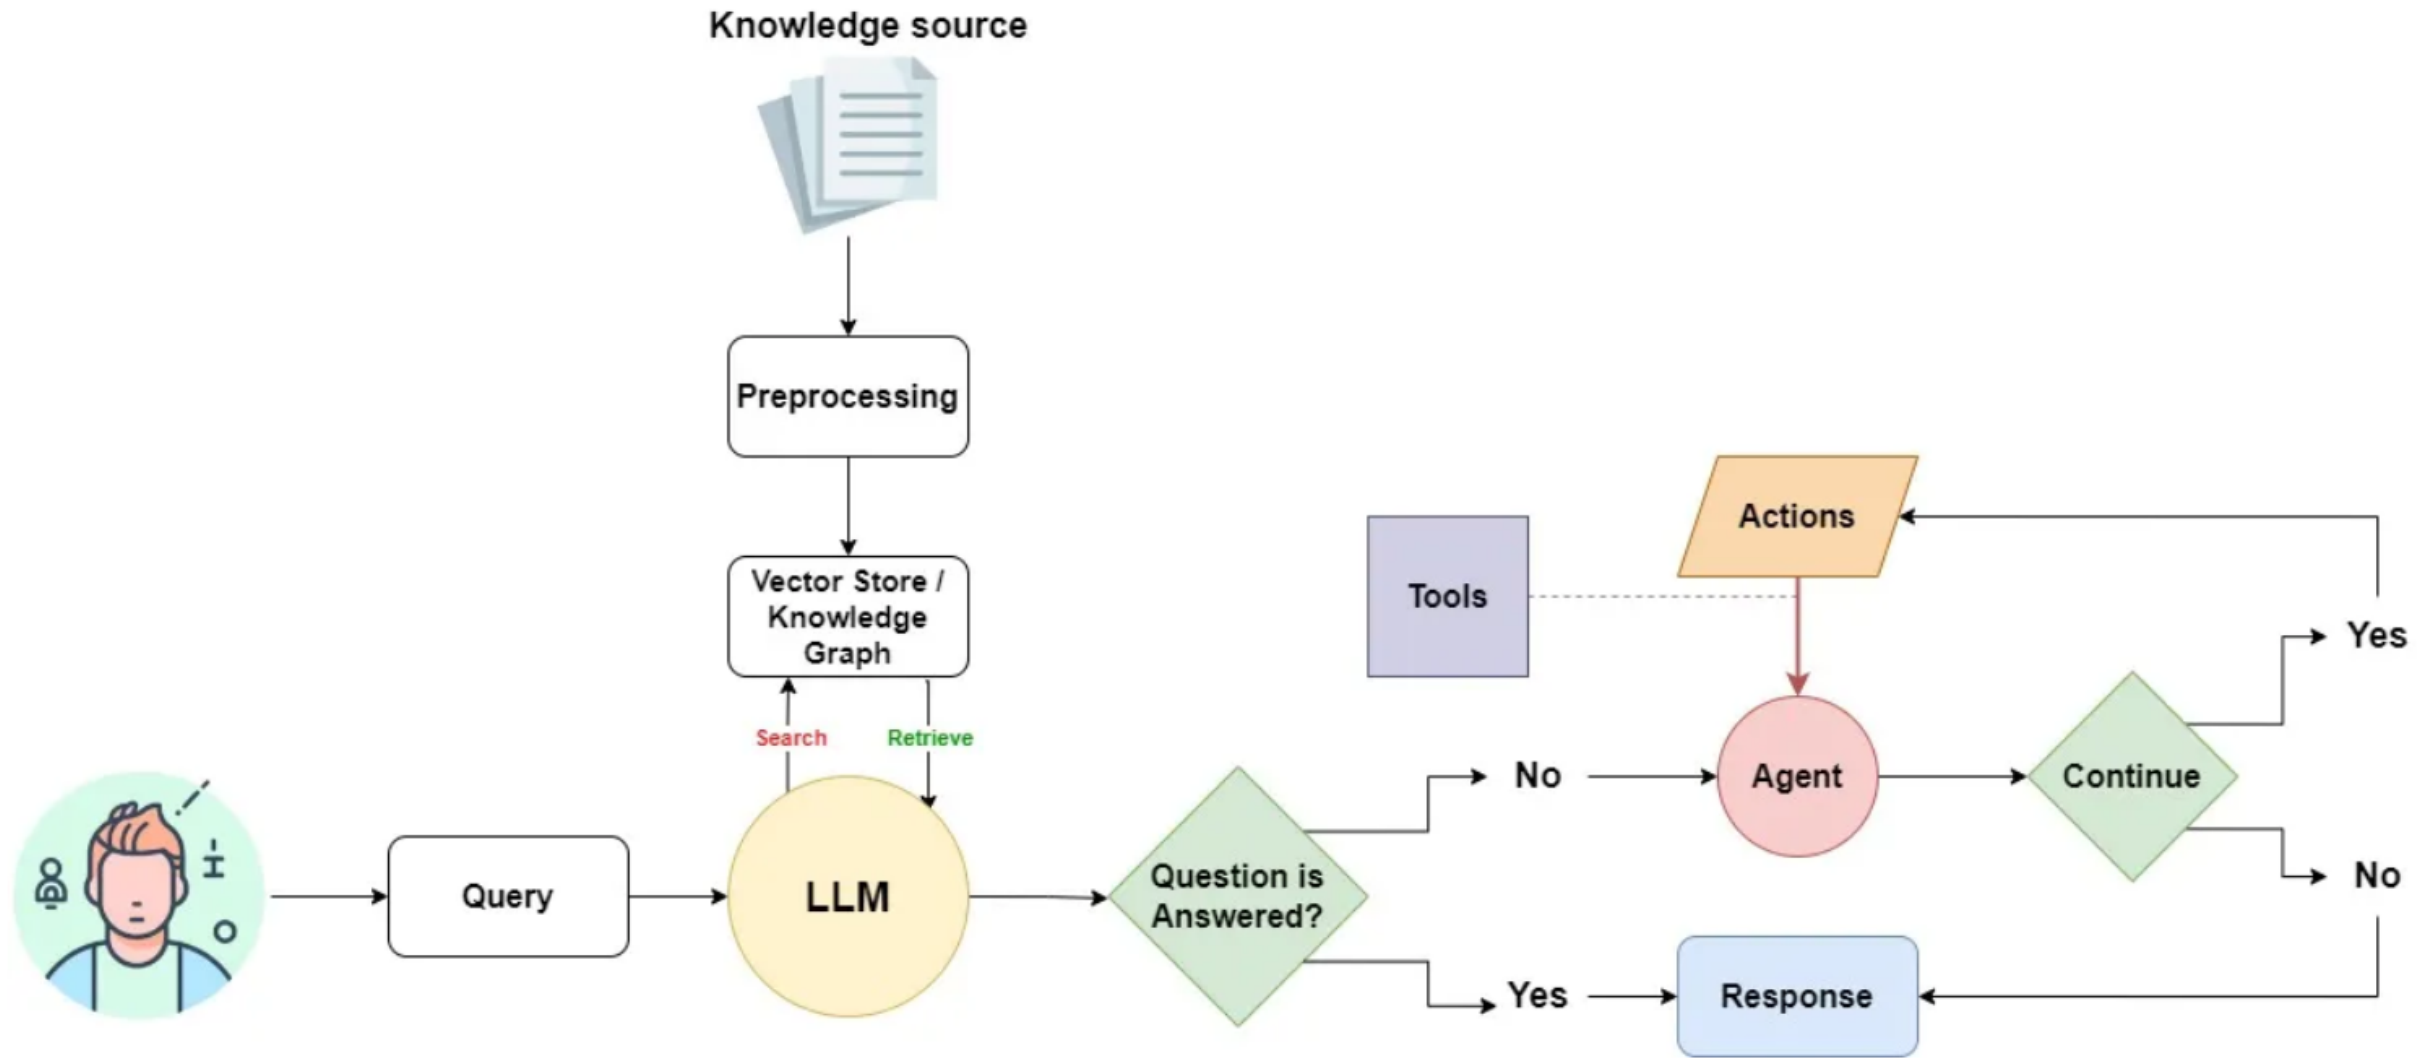 Knowledge source
Preprocessing
Vector Store /
Knowledge
Graph
Search
Retrieve
Query
LLM
Question is
Answered?
No
Yes
Tools
Actions
Agent
Continue
Yes
No
Response